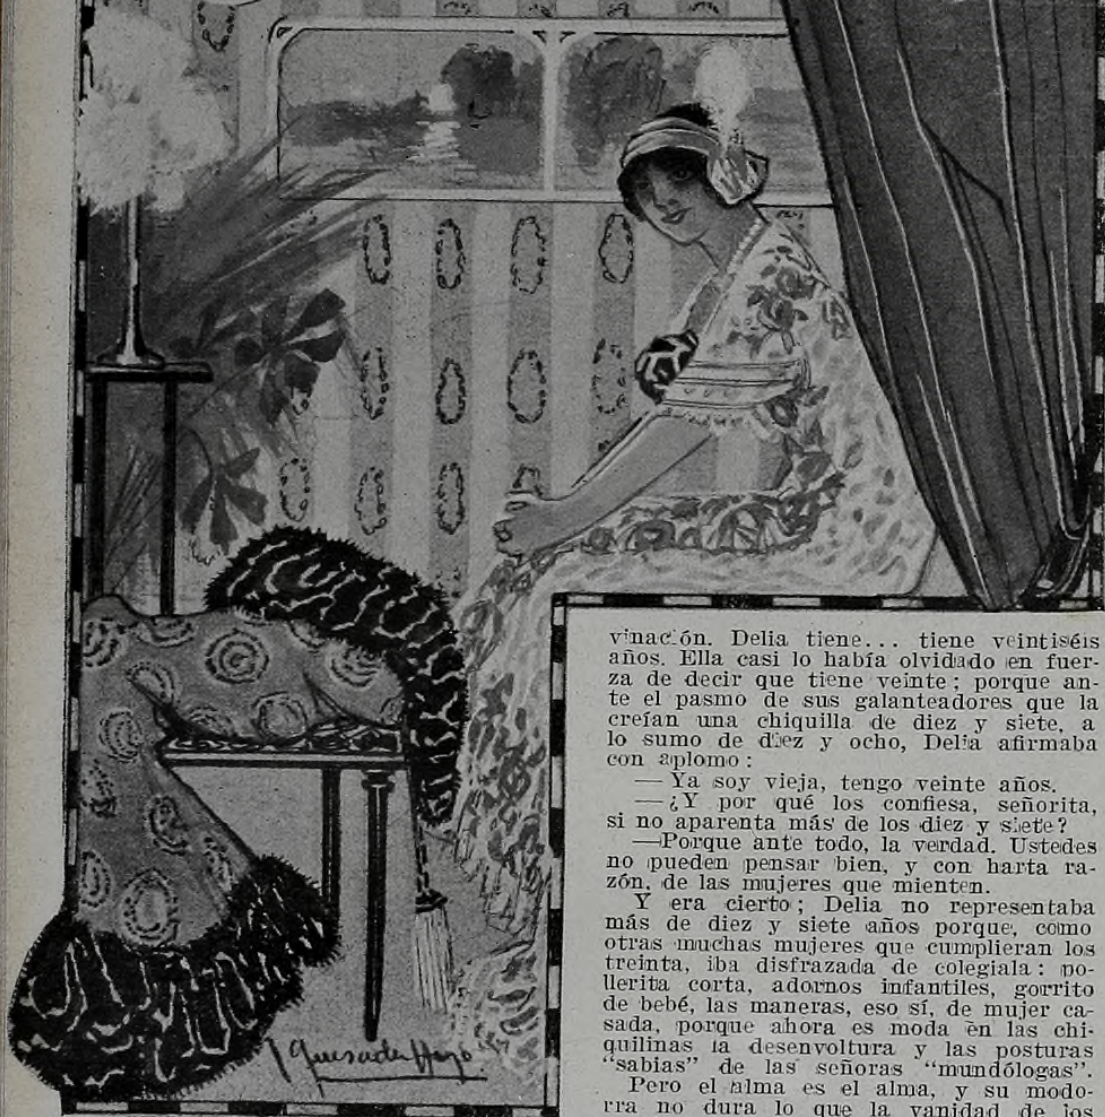 vinación. Delia tiene... tiene veintiséis
años. Ella casi lo había olvidado en fuer-
za de decir que tiene veinte; porque an-
te el pasmo de sus galanteadores que la
creían una chiquilla de diez y siete, a
lo sumo de diez y ocho, Delia afirmaba
con aplomo:
— Ya soy vieja, tengo veinte años.
— ¿Y por qué los confiesa, señorita,
si no aparenta más de los diez y siete?
—Porque ante todo, la verdad. Ustedes
no pueden pensar bien, y con harta ra-
zón, de las mujeres que mienten.
Y era cierto; Delia no representaba
más de diez y siete años porque, como
otras muchas mujeres que cumplieran los
treinta, iba disfrazada de colegiala: po-
llerita corta, adornos infantiles, gorrito
de bebé, las maneras, eso sí, de mujer ca-
sada, porque ahora es moda en las chi-
quilinas la desenvoltura y las posturas
"sabias" de las señoras "mundólogas".
Pero el alma es el alma, y su modo-
rra no dura lo que la vanidad de los